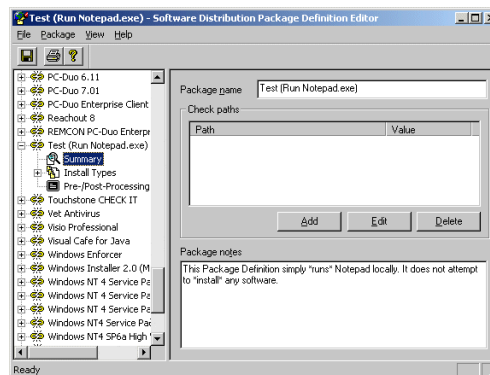 Test (Run Notepad.exe) - Software Distribution Package Definition Editor
File Package View Help
PC-Duo 6.11
PC-Duo 7.01
PC-Duo Enterprise Client
Reachout 8
REMCON PC-Duo Enterpr
Test (Run Notepad.exe)
Summary
Install Types
Pre-/Post-Processing
Touchstone CHECK IT
Vet Antivirus
Visio Professional
Visual Cafe for Java
Windows Enforcer
Windows Installer 2.0 (M
Windows NT 4 Service Pa
Windows NT 4 Service Pa
Windows NT 4 Service Pa
Windows NT4 Service Pac
Windows NT4 SP6a High
Package name Test (Run Notepad.exe)
Check paths
Path Value
Add Edit Delete
Package notes
This Package Definition simply "runs" Notepad locally. It does not attempt
to "install" any software.
Ready